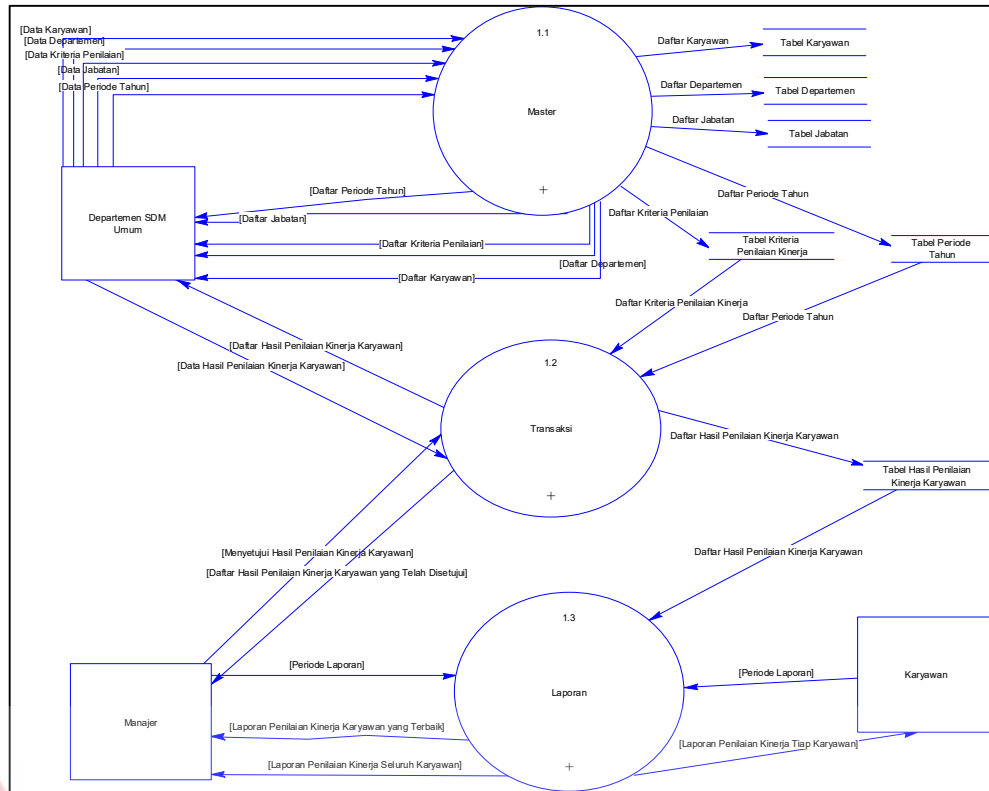 [Data Karyawan]
[Data Departemen]
[Data Kriteria Penilaian]
[Data Jabatan]
[Data Periode Tahun]
1.1
Master
+
Daftar Karyawan
Tabel Karyawan
Daftar Departemen
Tabel Departemen
Daftar Jabatan
Tabel Jabatan
Daftar Periode Tahun
Departemen SDM
Umum
[Daftar Periode Tahun]
[Daftar Jabatan]
[Daftar Kriteria Penilaian]
[Daftar Departemen]
[Daftar Karyawan]
Daftar Kriteria Penilaian
Tabel Kriteria
Penilaian Kinerja
Tabel Periode
Tahun
Daftar Kriteria Penilaian Kinerja
Daftar Periode Tahun
[Daftar Hasil Penilaian Kinerja Karyawan]
[Data Hasil Penilaian Kinerja Karyawan]
1.2
Transaksi
+
Daftar Hasil Penilaian Kinerja Karyawan
Tabel Hasil Penilaian
Kinerja Karyawan
[Menyetujui Hasil Penilaian Kinerja Karyawan]
[Daftar Hasil Penilaian Kinerja Karyawan yang Telah Disetujui]
Daftar Hasil Penilaian Kinerja Karyawan
1.3
Laporan
+
Manajer
[Periode Laporan]
[Periode Laporan]
Karyawan
[Laporan Penilaian Kinerja Karyawan yang Terbaik]
[Laporan Penilaian Kinerja Tiap Karyawan]
[Laporan Penilaian Kinerja Seluruh Karyawan]